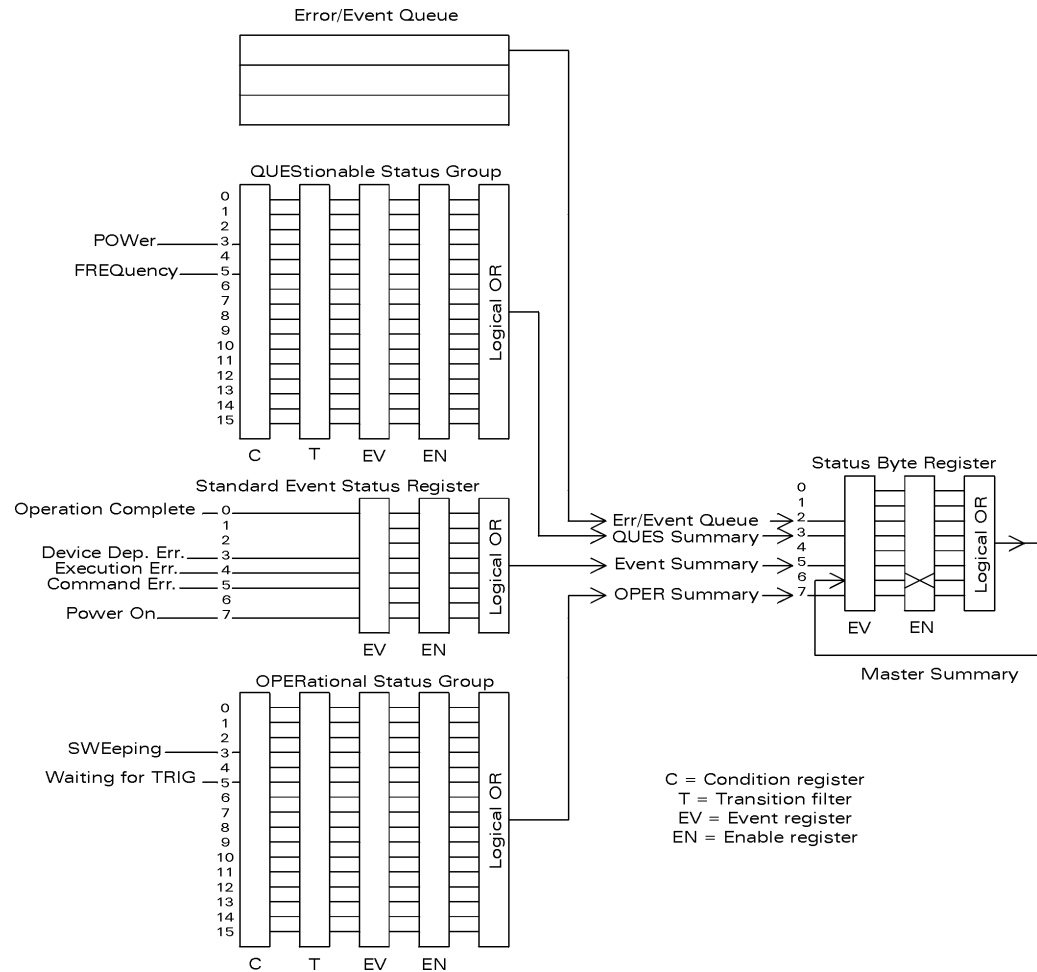 Error/Event Queue
QUEStionable Status Group
0
1
2
POWer 3
4
FREQuency 5
6
7
8
9
10
11
12
13
14
15
Logical OR
C T EV EN
Standard Event Status Register
Operation Complete 0
1
2
Device Dep. Err. 3
Execution Err. 4
Command Err. 5
6
Power On 7
Logical OR
EV EN
OPERational Status Group
0
1
2
SWEeping 3
4
Waiting for TRIG 5
6
7
8
9
10
11
12
13
14
15
Logical OR
C T EV EN
Status Byte Register
0
1
Err/Event Queue 2
QUES Summary 3
4
Event Summary 5
6
OPER Summary 7
Logical OR
EV EN
Master Summary
C = Condition register
T = Transition filter
EV = Event register
EN = Enable register